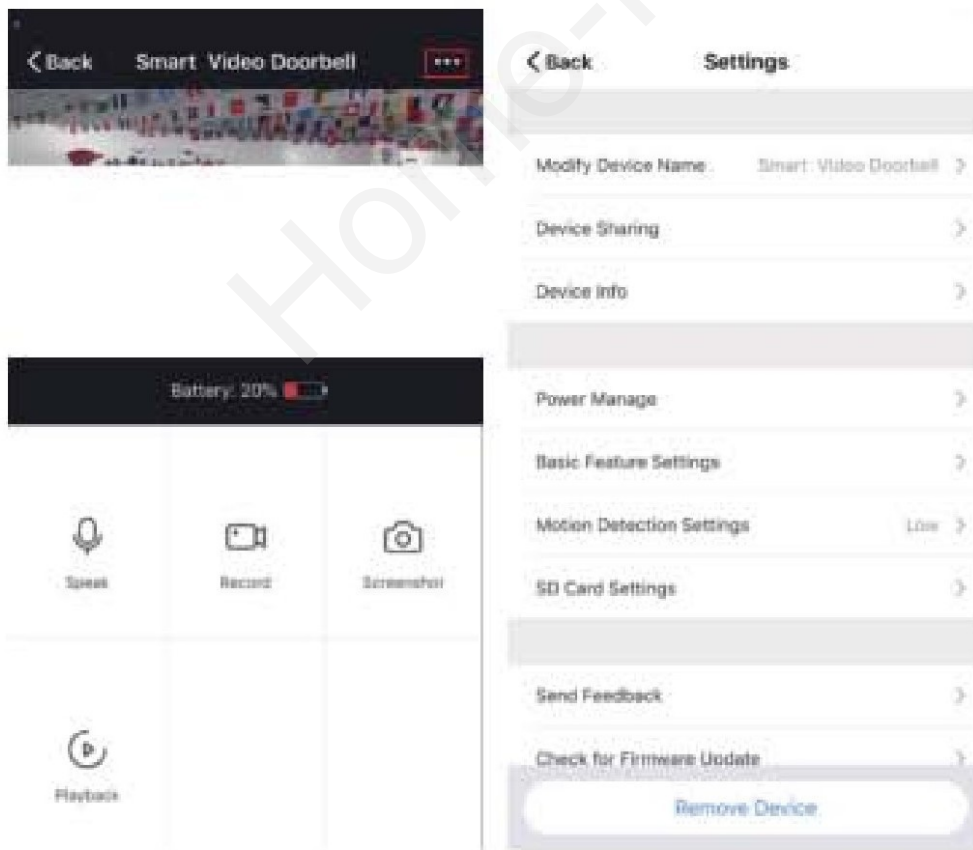 Back Smart Video Doorbell •••
Battery: 20%
Speak Record Screenshot
Playback
Back Settings
Modify Device Name Smart Video Doorbell
Device Sharing
Device Info
Power Manage
Basic Feature Settings
Motion Detection Settings Low
SD Card Settings
Send Feedback
Check for Firmware Update
Remove Device